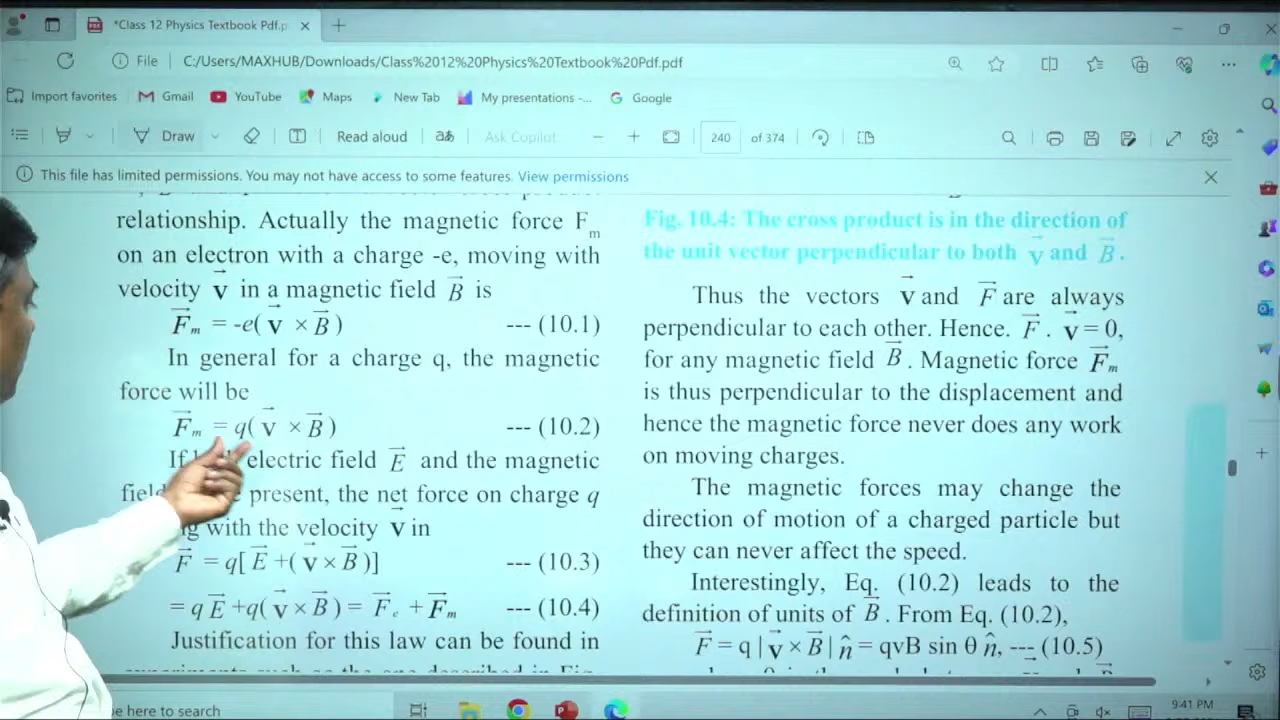 *Class 12 Physics Textbook Pdf.p
File
C:/Users/MAXHUB/Downloads/Class%2012%20Physics%20Textbook%20Pdf.pdf
Import favorites
Gmail
YouTube
Maps
New Tab
My presentations -...
Google
Draw
Read aloud
Ask Copilot
240
of 374
This file has limited permissions. You may not have access to some features. View permissions
relationship. Actually the magnetic force F_m
on an electron with a charge -e, moving with
velocity v⃗ in a magnetic field B⃗ is
F⃗_m = -e( v⃗ × B⃗ ) --- (10.1)
In general for a charge q, the magnetic
force will be
F⃗_m = q( v⃗ × B⃗ ) --- (10.2)
If electric field E⃗ and the magnetic
present, the net force on charge q
with the velocity v⃗ in
F⃗ = q[ E⃗ +( v⃗ × B⃗ )] --- (10.3)
= q E⃗ +q( v⃗ × B⃗ ) = F⃗_e + F⃗_m --- (10.4)
Justification for this law can be found in
Fig. 10.4: The cross product is in the direction of
the unit vector perpendicular to both v⃗ and B⃗ .
Thus the vectors v⃗ and F⃗ are always
perpendicular to each other. Hence. F⃗ . v⃗ = 0,
for any magnetic field B⃗ . Magnetic force F⃗_m
is thus perpendicular to the displacement and
hence the magnetic force never does any work
on moving charges.
The magnetic forces may change the
direction of motion of a charged particle but
they can never affect the speed.
Interestingly, Eq. (10.2) leads to the
definition of units of B⃗ . From Eq. (10.2),
F⃗ = q | v⃗ × B⃗ | n̂ = qvB sin θ n̂, --- (10.5)
e here to search
9:41 PM